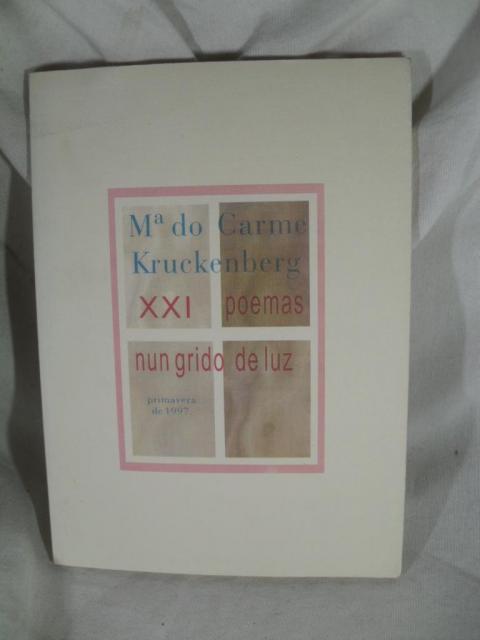 Mª do Carme
Kruckenberg
XXI poemas
nun grido de luz
primavera
de 1997